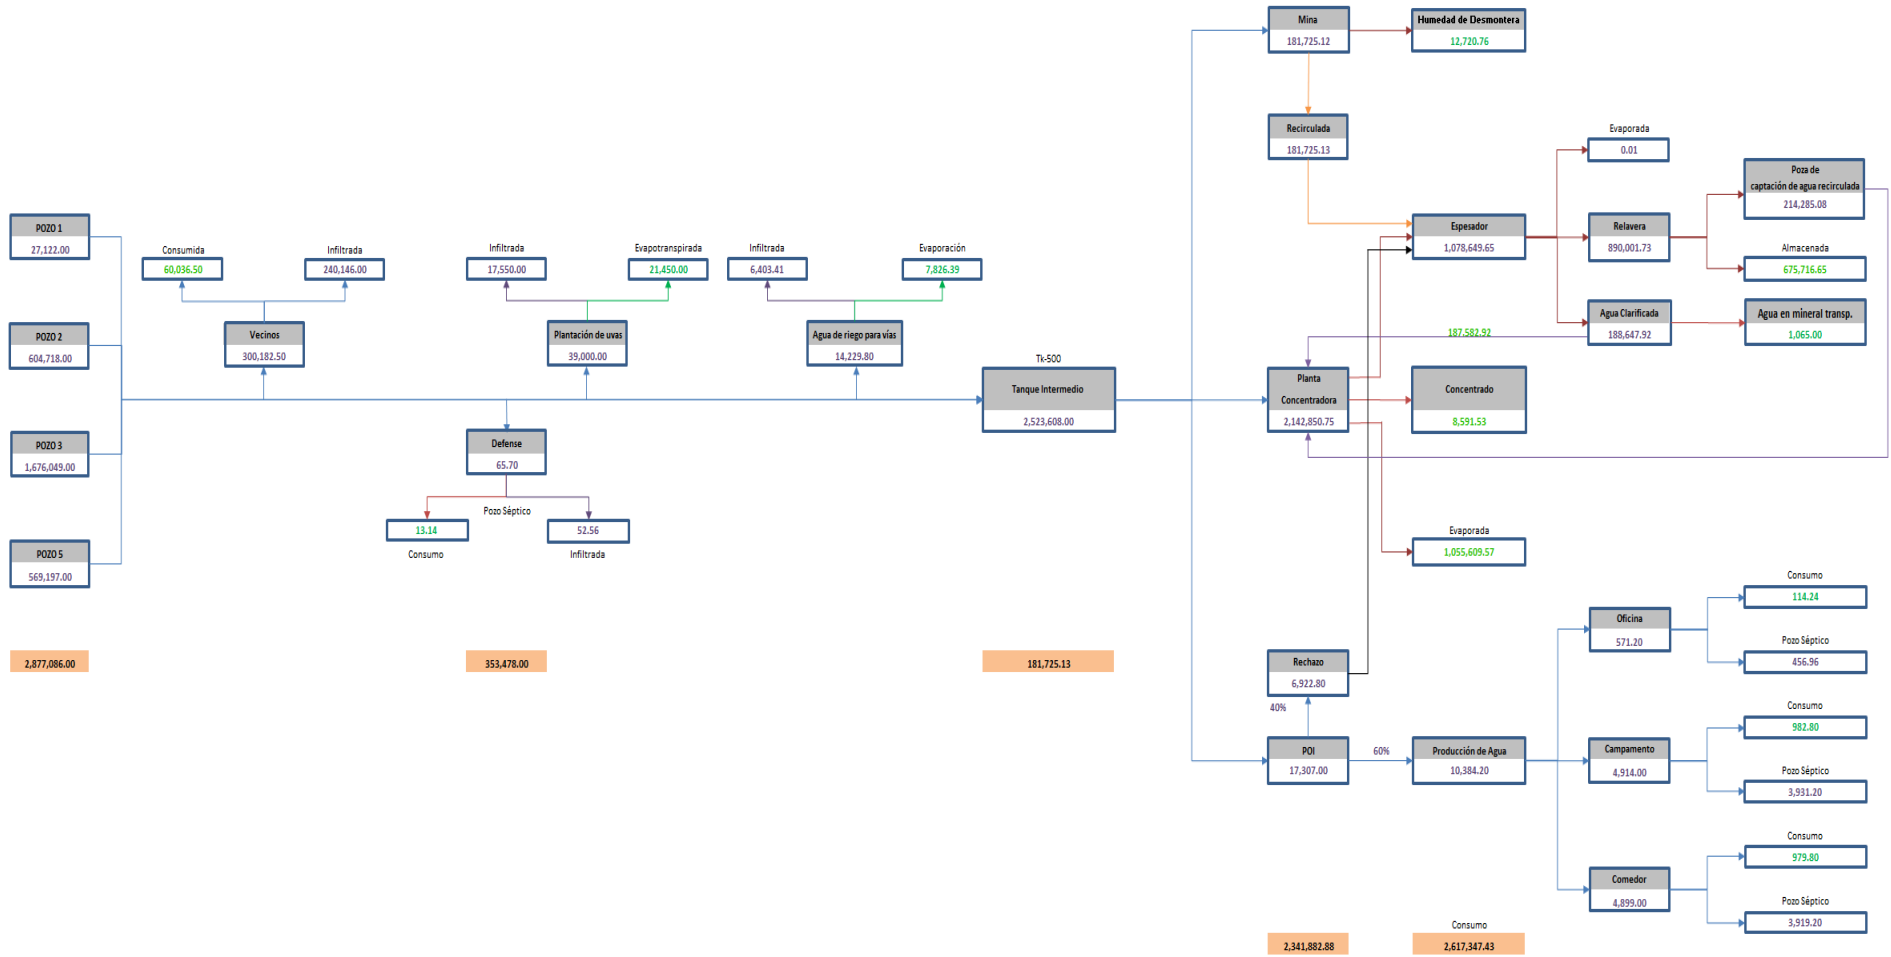 Mina
181,725.12
Humedad de Desmontera
12,720.76
Recirculada
181,725.13
Evaporada
0.01
Poza de
captación de agua recirculada
214,285.08
POZO 1
27,122.00
Consumida
60,036.50
Infiltrada
240,146.00
Infiltrada
17,550.00
Evapotranspirada
21,450.00
Infiltrada
6,403.41
Evaporación
7,826.39
Espesador
1,078,649.65
Relavera
890,001.73
Almacenada
675,716.65
POZO 2
604,718.00
Vecinos
300,182.50
Plantación de uvas
39,000.00
Agua de riego para vías
14,229.80
187,582.92
Agua Clarificada
188,647.92
Agua en mineral transp.
1,065.00
Tk-500
Tanque Intermedio
2,523,608.00
Planta
Concentradora
2,142,850.75
Concentrado
8,591.53
POZO 3
1,676,049.00
Defense
65.70
Pozo Séptico
13.14
Consumo
52.56
Infiltrada
Evaporada
1,055,609.57
POZO 5
569,197.00
2,877,086.00
353,478.00
181,725.13
Rechazo
6,922.80
40%
POI
17,307.00
60%
Producción de Agua
10,384.20
Oficina
571.20
Consumo
114.24
Pozo Séptico
456.96
Campamento
4,914.00
Consumo
982.80
Pozo Séptico
3,931.20
Comedor
4,899.00
Consumo
979.80
Pozo Séptico
3,919.20
2,341,882.88
Consumo
2,617,347.43